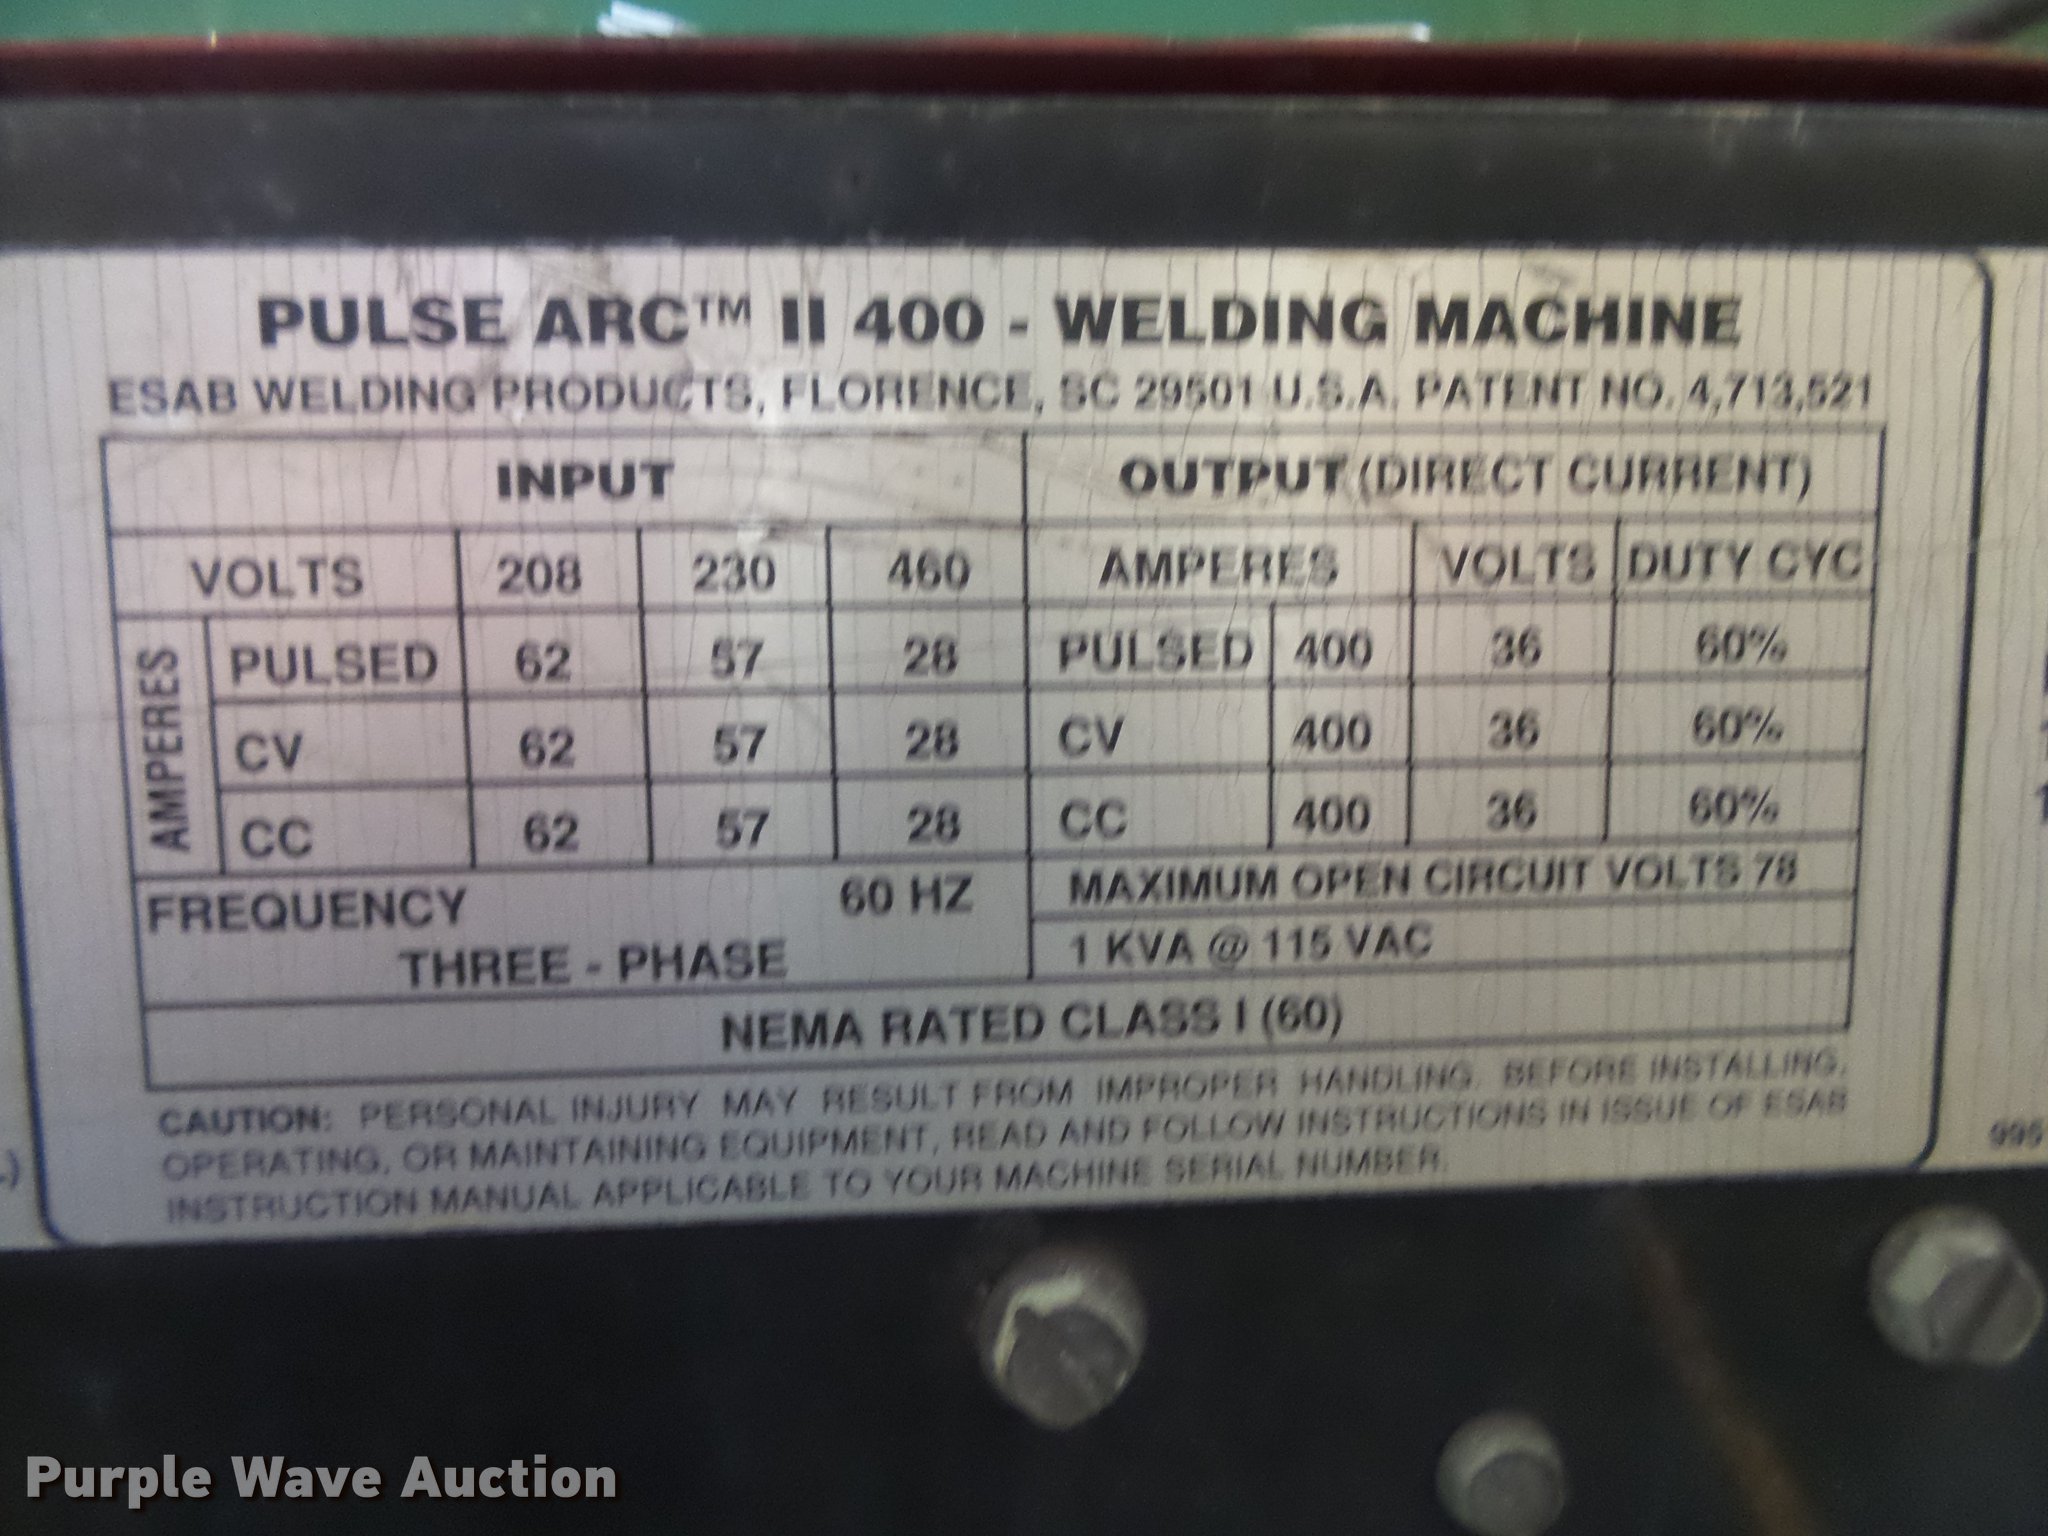 PULSE ARC™ II 400 - WELDING MACHINE
ESAB WELDING PRODUCTS, FLORENCE, SC 29501 U.S.A. PATENT NO. 4,713,521
INPUT OUTPUT (DIRECT CURRENT)
VOLTS 208 230 460 AMPERES VOLTS DUTY CYC
AMPERES
PULSED 62 57 28 PULSED 400 36 60%
CV 62 57 28 CV 400 36 60%
CC 62 57 28 CC 400 36 60%
FREQUENCY 60 HZ MAXIMUM OPEN CIRCUIT VOLTS 78
THREE - PHASE 1 KVA @ 115 VAC
NEMA RATED CLASS I (60)
CAUTION: PERSONAL INJURY MAY RESULT FROM IMPROPER HANDLING. BEFORE INSTALLING,
OPERATING, OR MAINTAINING EQUIPMENT, READ AND FOLLOW INSTRUCTIONS IN ISSUE OF ESAB
INSTRUCTION MANUAL APPLICABLE TO YOUR MACHINE SERIAL NUMBER.
Purple Wave Auction